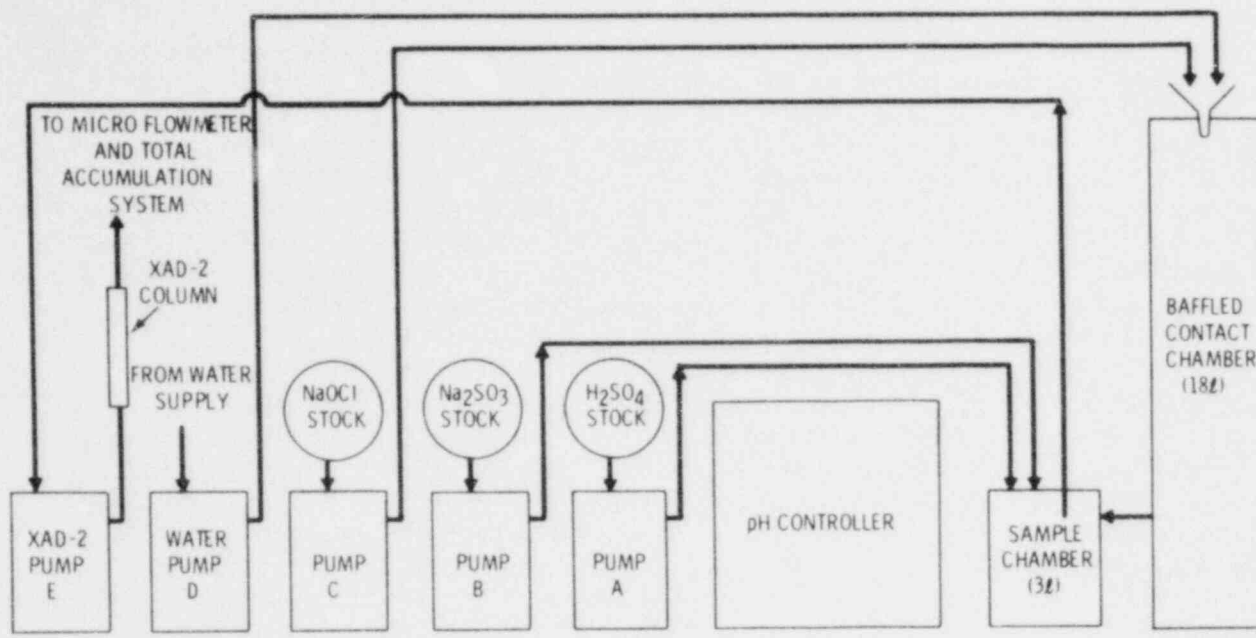 TO MICRO FLOWMETER
AND TOTAL
ACCUMULATION
SYSTEM
XAD-2
COLUMN
FROM WATER
SUPPLY
NaOCl
STOCK
Na₂SO₃
STOCK
H₂SO₄
STOCK
BAFFLED
CONTACT
CHAMBER
(18ℓ)
XAD-2
PUMP
E
WATER
PUMP
D
PUMP
C
PUMP
B
PUMP
A
pH CONTROLLER
SAMPLE
CHAMBER
(3ℓ)